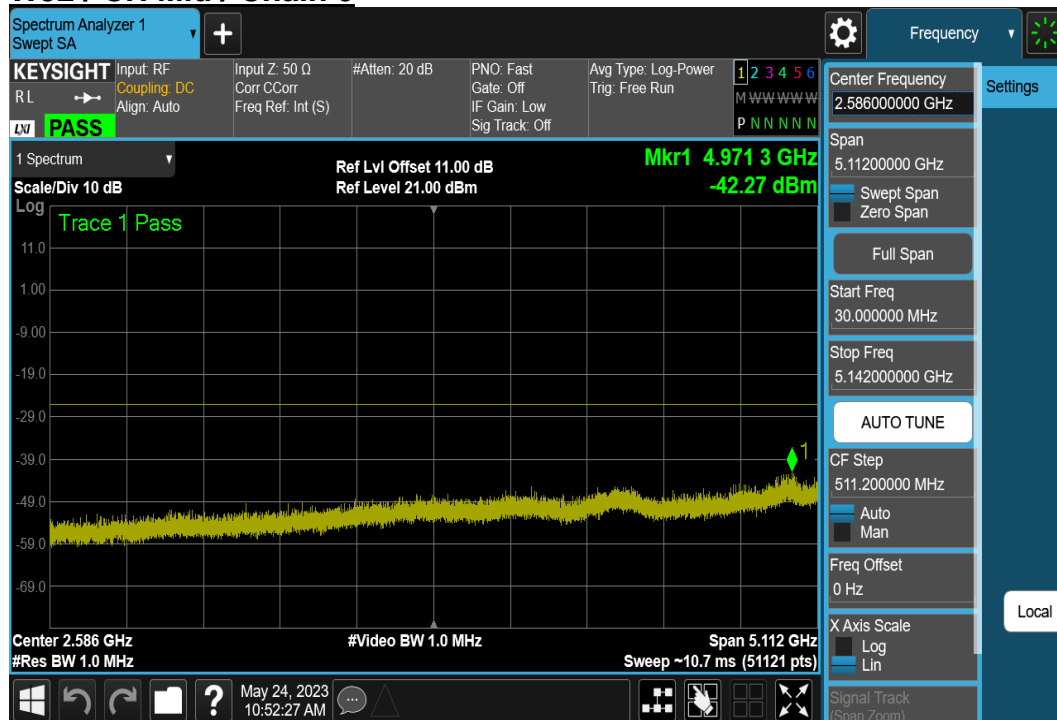 Spectrum Analyzer 1
Swept SA
Frequency
KEYSIGHT
RL
LXI
PASS
Input: RF
Coupling: DC
Align: Auto
Input Z: 50 Ω
Corr CCorr
Freq Ref: Int (S)
#Atten: 20 dB
PNO: Fast
Gate: Off
IF Gain: Low
Sig Track: Off
Avg Type: Log-Power
Trig: Free Run
1 2 3 4 5 6
M W W W W W
P N N N N N
1 Spectrum
Scale/Div 10 dB
Ref Lvl Offset 11.00 dB
Ref Level 21.00 dBm
Mkr1 4.971 3 GHz
-42.27 dBm
Log
Trace 1 Pass
11.0
1.00
-9.00
-19.0
-29.0
-39.0
-49.0
-59.0
-69.0
1
Center 2.586 GHz
#Res BW 1.0 MHz
#Video BW 1.0 MHz
Span 5.112 GHz
Sweep ~10.7 ms (51121 pts)
May 24, 2023
10:52:27 AM
Center Frequency
2.586000000 GHz
Span
5.11200000 GHz
Swept Span
Zero Span
Full Span
Start Freq
30.000000 MHz
Stop Freq
5.142000000 GHz
AUTO TUNE
CF Step
511.200000 MHz
Auto
Man
Freq Offset
0 Hz
X Axis Scale
Log
Lin
Signal Track
(Span Zoom)
Settings
Local